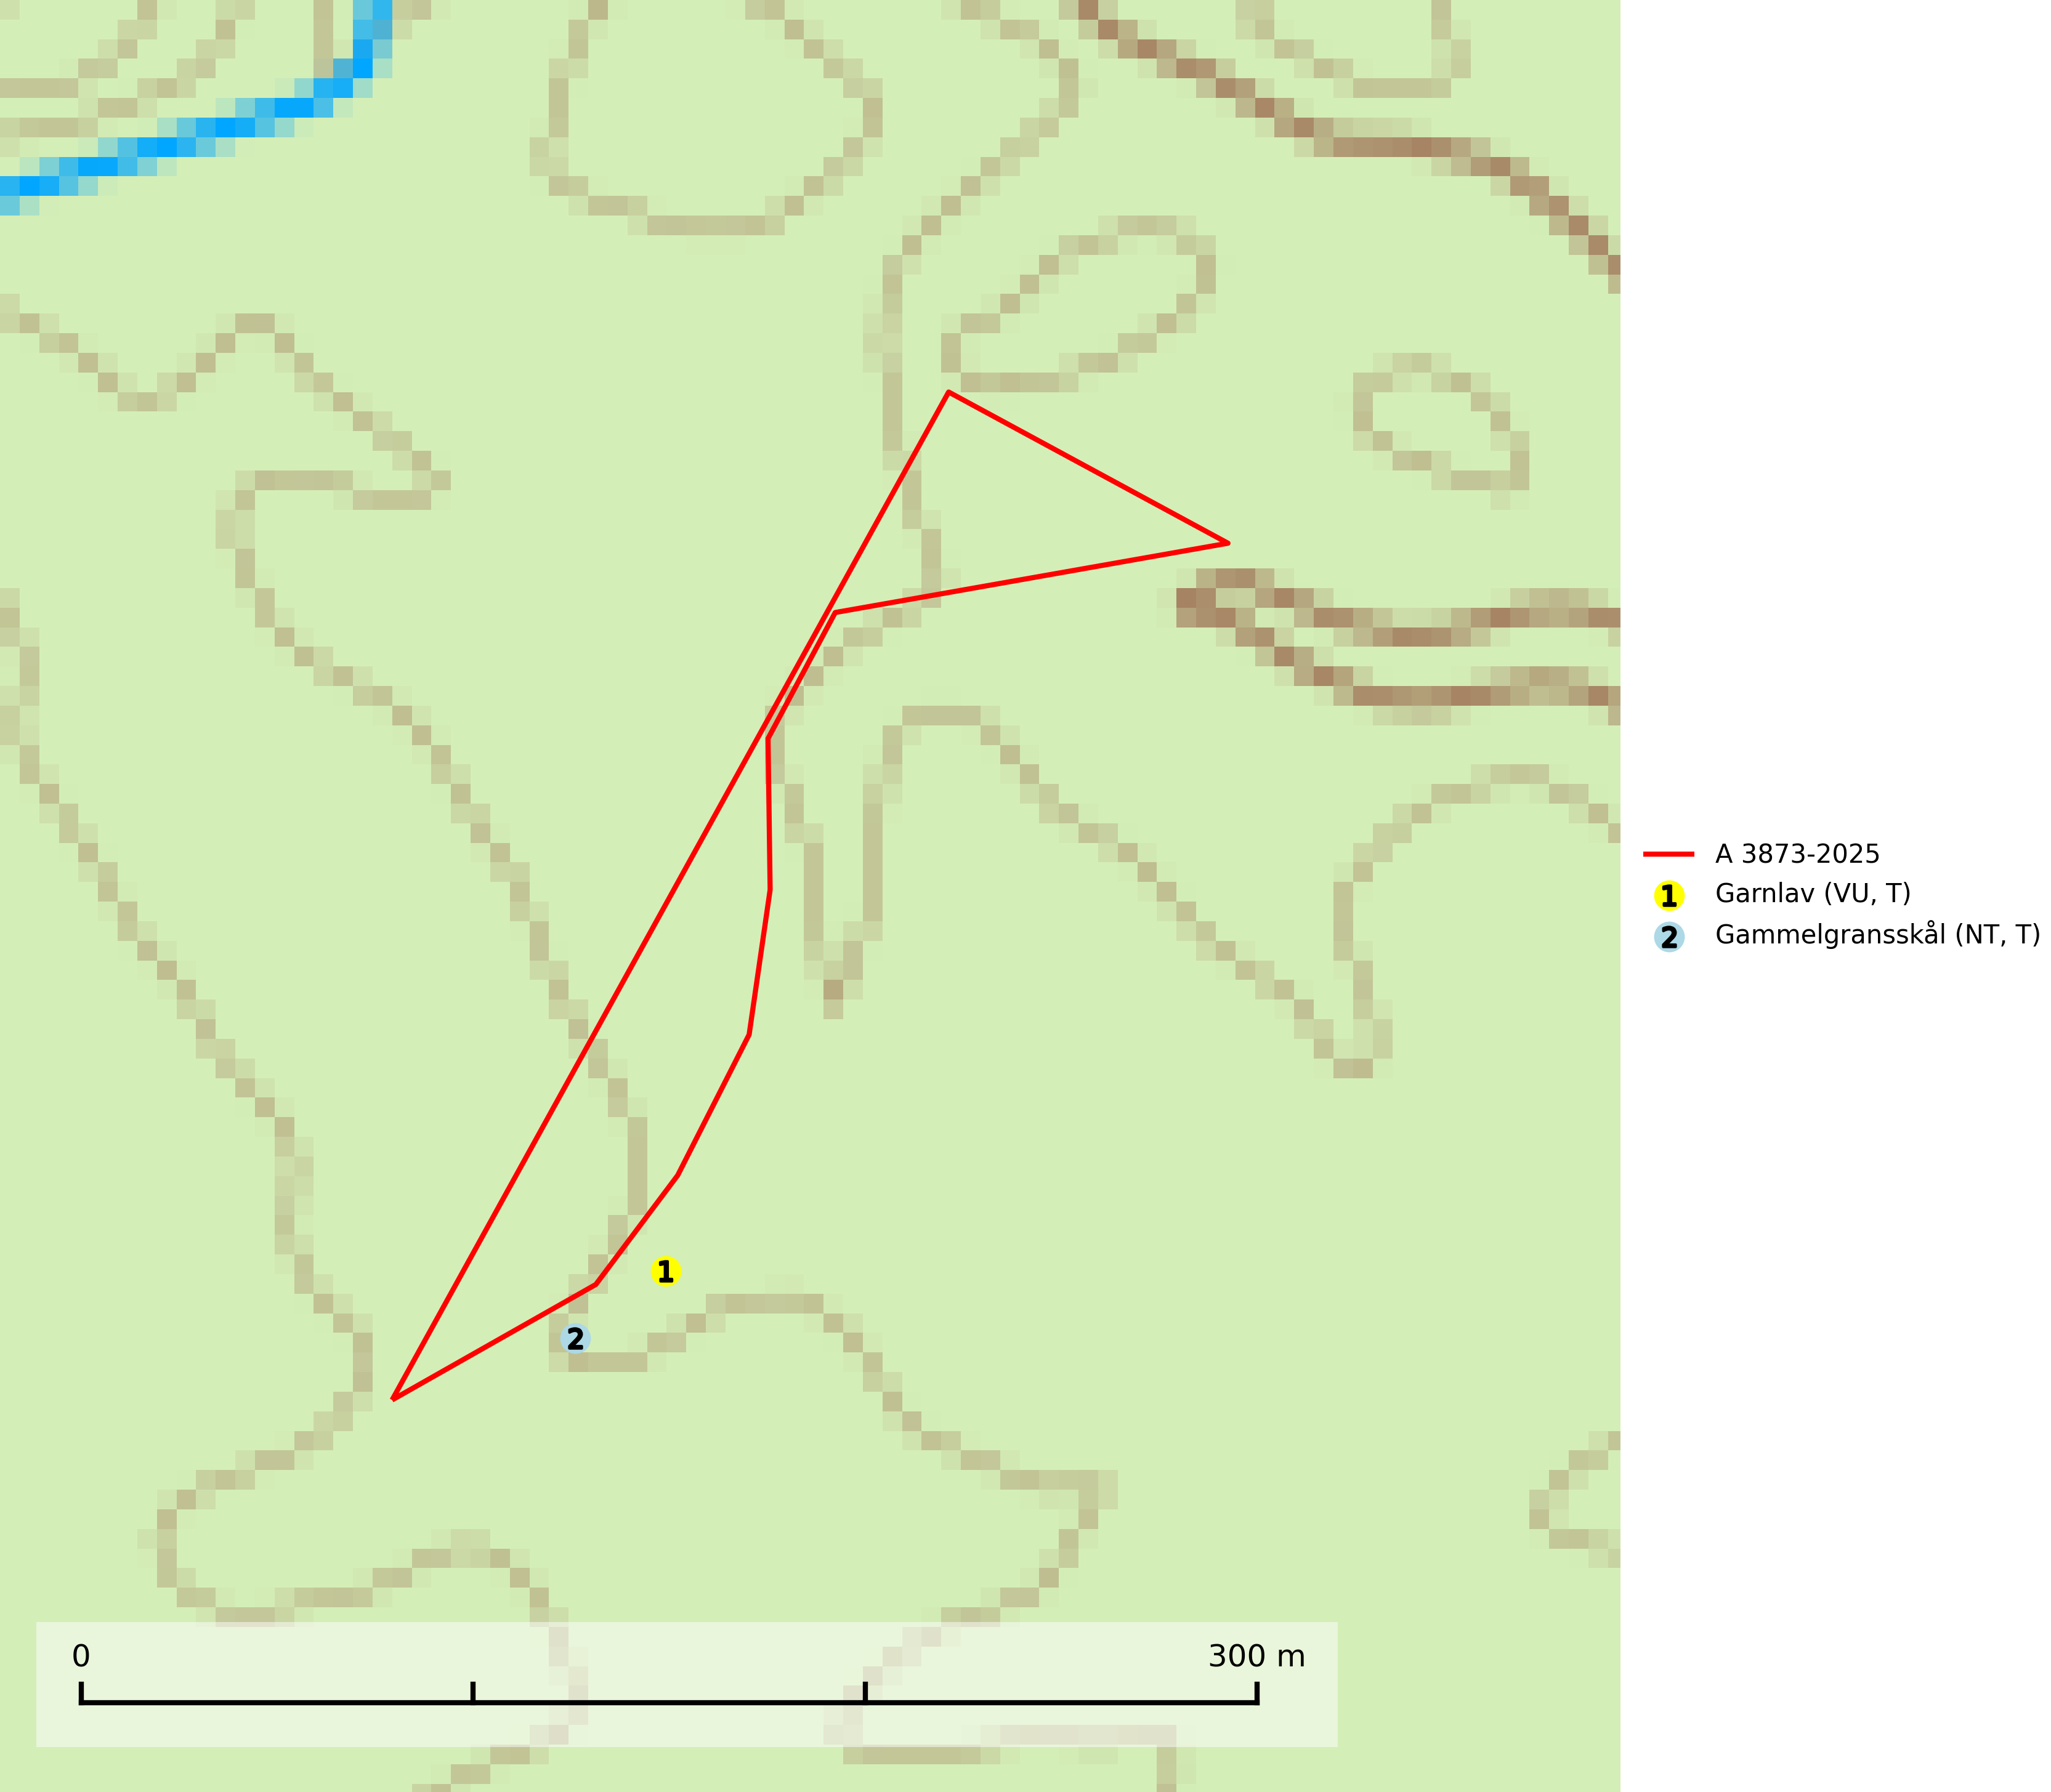 A 3873-2025
1 Garnlav (VU, T)
2 Gammelgransskål (NT, T)
1
2
0 300 m